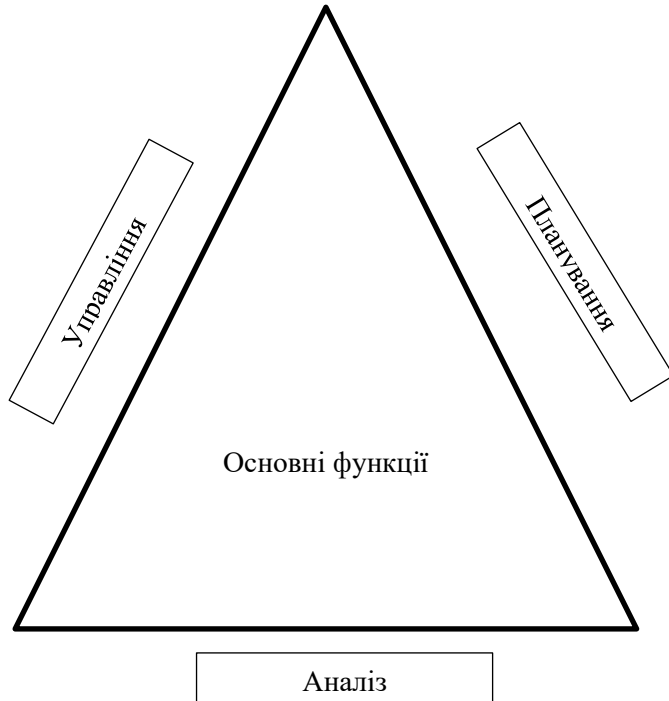 Управління
Планування
Основні функції
Аналіз